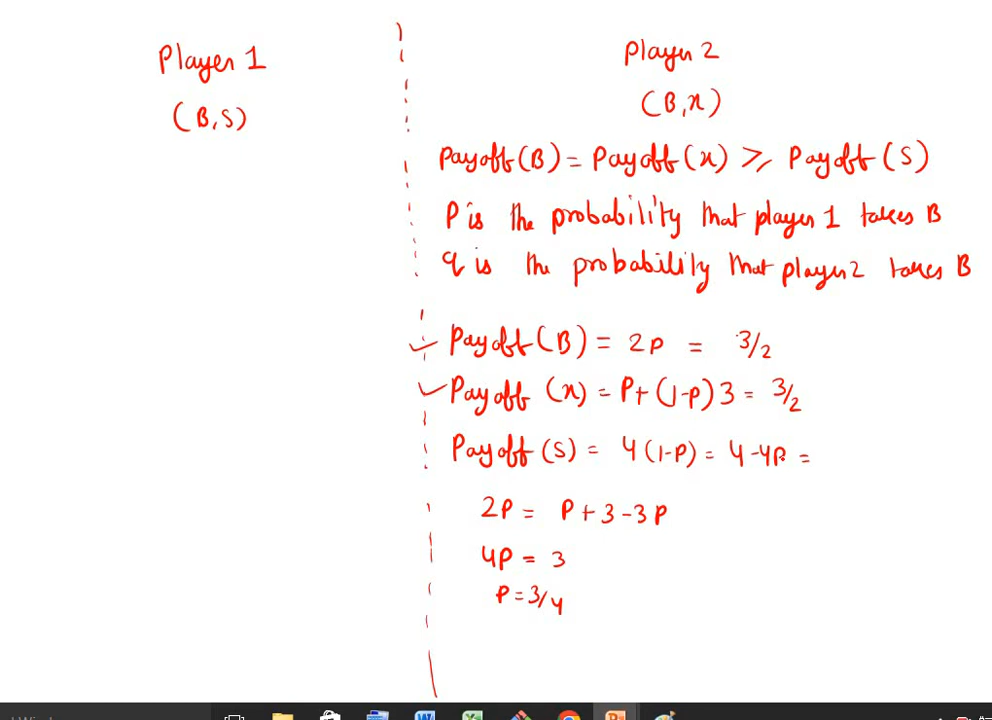 Player 1
(B,S)
Player 2
(B,x)
Payoff(B) = Payoff(x) ⩾ Payoff(S)
P is the probability that player 1 takes B
q is the probability that player 2 takes B
Payoff(B) = 2P = 3/2
Payoff (x) = P+(1-P)3 = 3/2
Payoff (S) = 4(1-P) = 4-4P =
2P = P+3-3P
4P = 3
P = 3/4